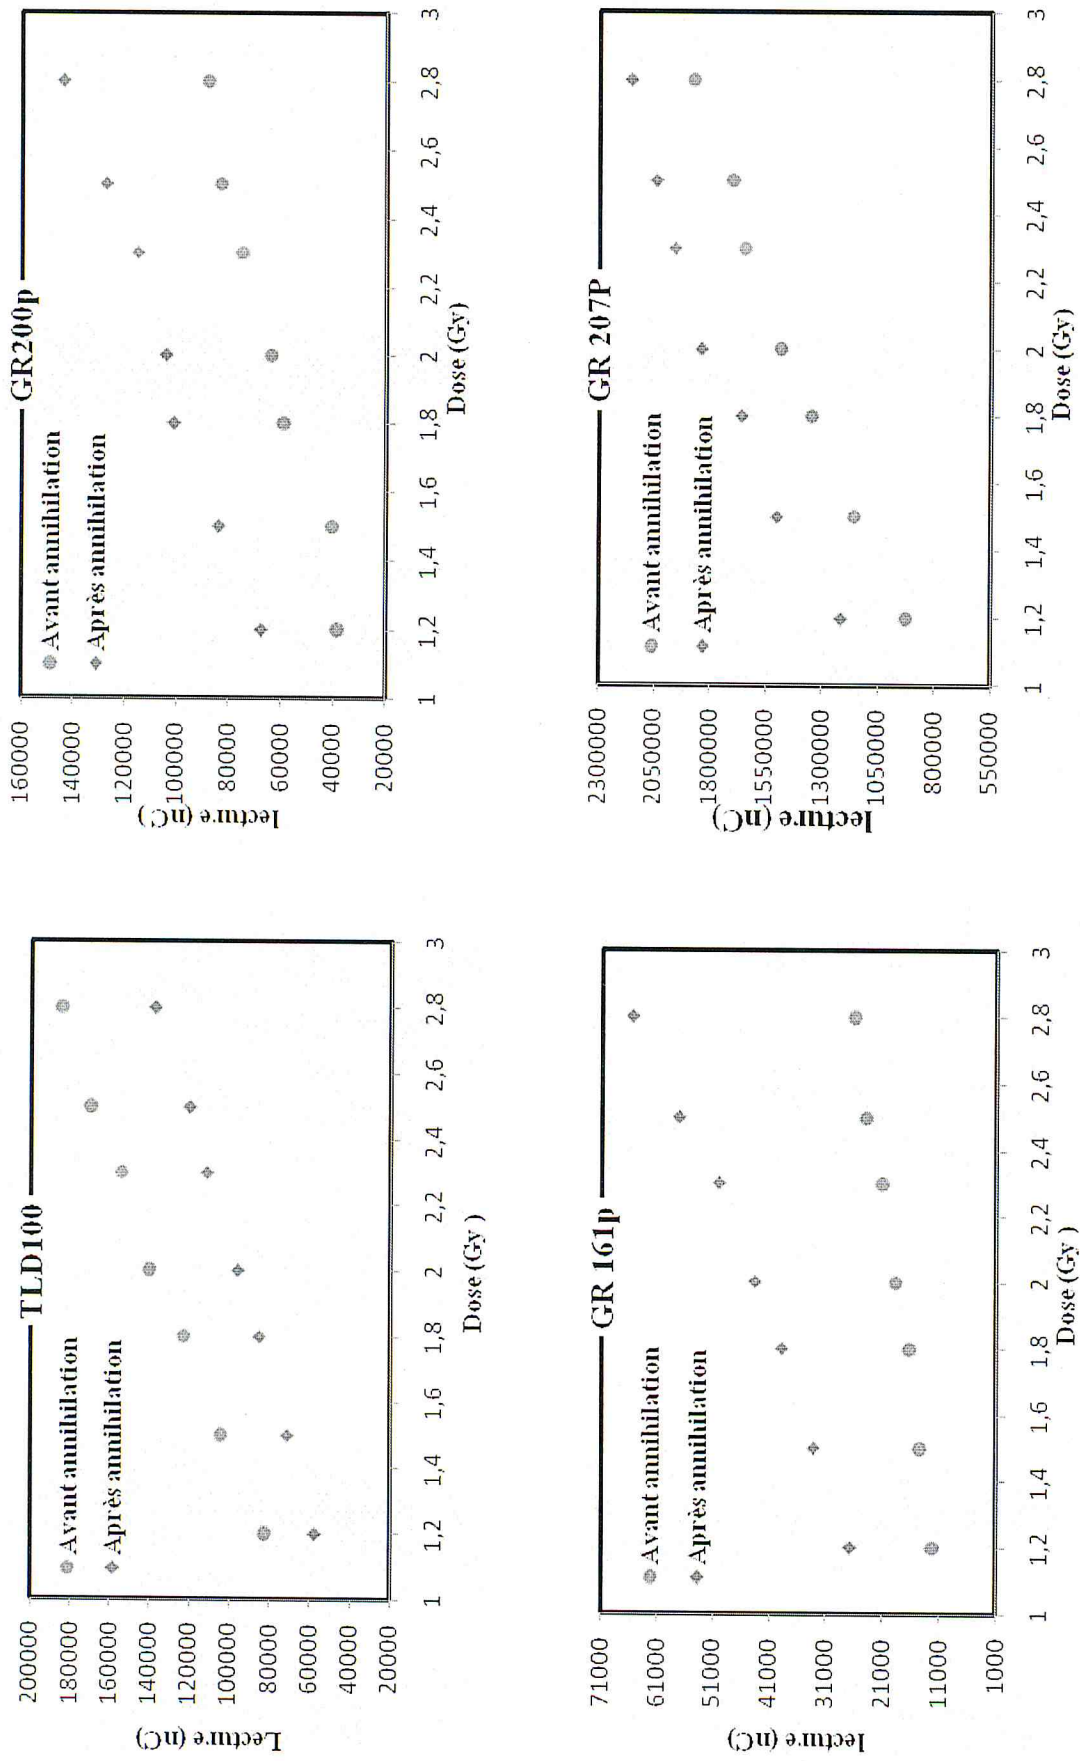 TLD100
Avant annihilation
Après annihilation
200000
180000
160000
140000
120000
100000
80000
60000
40000
20000
Lecture (nC)
1 1,2 1,4 1,6 1,8 2 2,2 2,4 2,6 2,8 3
Dose (Gy )
GR200p
Avant annihilation
Après annihilation
160000
140000
120000
100000
80000
60000
40000
20000
lecture (nC )
1 1,2 1,4 1,6 1,8 2 2,2 2,4 2,6 2,8 3
Dose (Gy)
GR 161p
Avant annihilation
Après annihilation
71000
61000
51000
41000
31000
21000
11000
1000
lecture (nC)
1 1,2 1,4 1,6 1,8 2 2,2 2,4 2,6 2,8 3
Dose (Gy )
GR 207P
Avant annihilation
Après annihilation
2300000
2050000
1800000
1550000
1300000
1050000
800000
550000
lecture (nC)
1 1,2 1,4 1,6 1,8 2 2,2 2,4 2,6 2,8 3
Dose (Gy)